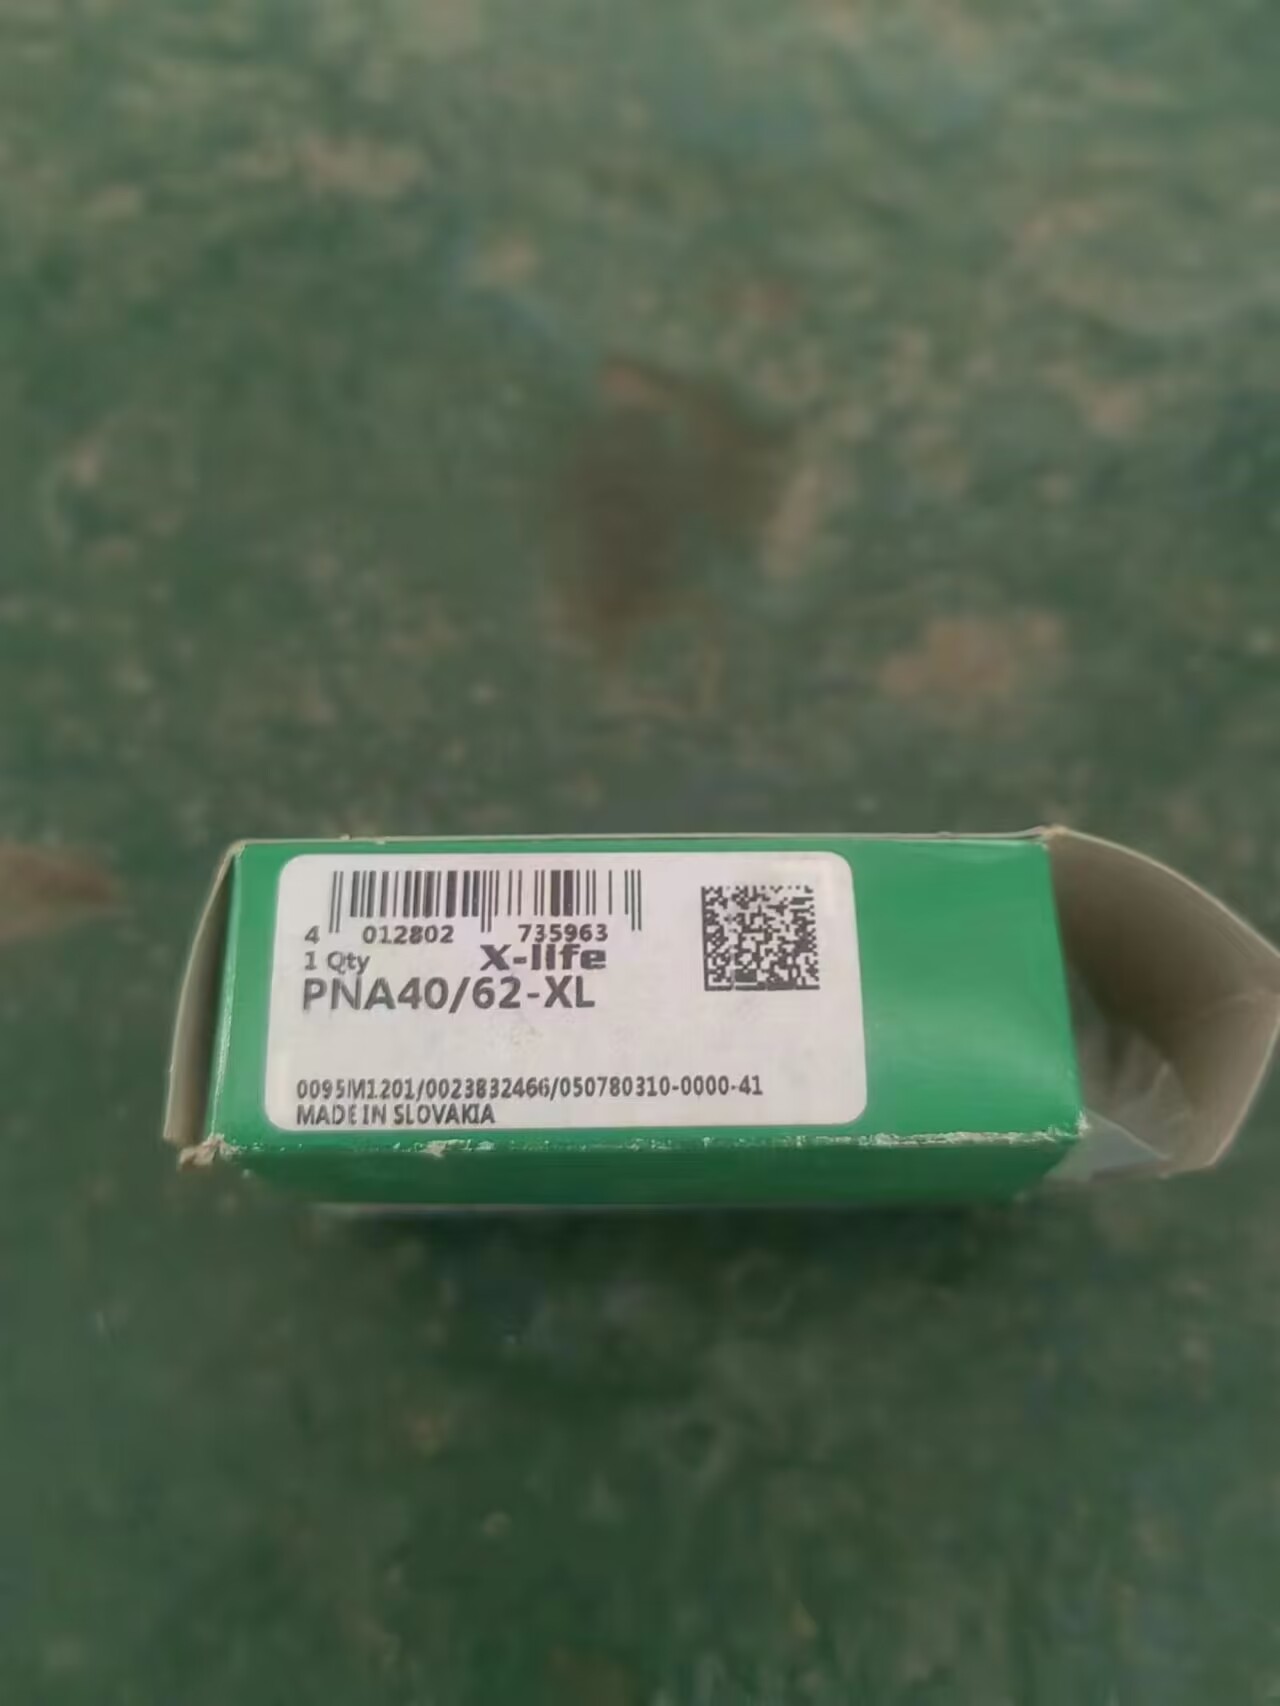 4 012802 735963
1 Qty X-life
PNA40/62-XL
0095M1201/0023832466/050780310-0000-41
MADE IN SLOVAKIA